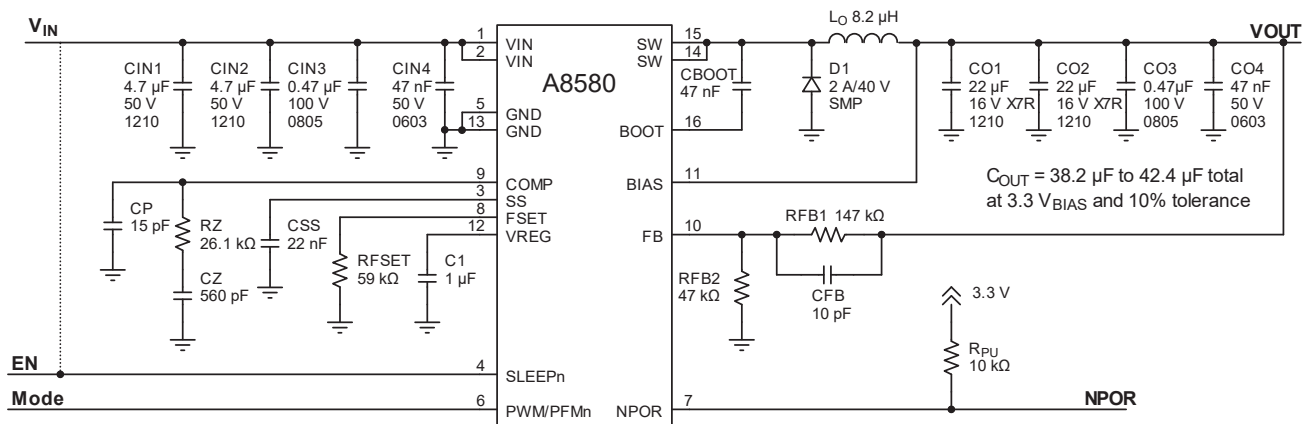 V_IN
CIN1
4.7 µF
50 V
1210
CIN2
4.7 µF
50 V
1210
CIN3
0.47 µF
100 V
0805
CIN4
47 nF
50 V
0603
1
VIN
2
VIN
5
GND
13
GND
A8580
15
SW
14
SW
16
BOOT
CBOOT
47 nF
D1
2 A/40 V
SMP
L_O 8.2 µH
VOUT
CO1
22 µF
16 V X7R
1210
CO2
22 µF
16 V X7R
1210
CO3
0.47µF
100 V
0805
CO4
47 nF
50 V
0603
C_OUT = 38.2 µF to 42.4 µF total
at 3.3 V_BIAS and 10% tolerance
9
COMP
3
SS
8
FSET
12
VREG
CP
15 pF
RZ
26.1 kΩ
CZ
560 pF
CSS
22 nF
RFSET
59 kΩ
C1
1 µF
11
BIAS
10
FB
RFB1 147 kΩ
RFB2
47 kΩ
CFB
10 pF
3.3 V
R_PU
10 kΩ
EN
4
SLEEPn
Mode
6
PWM/PFMn
7
NPOR
NPOR